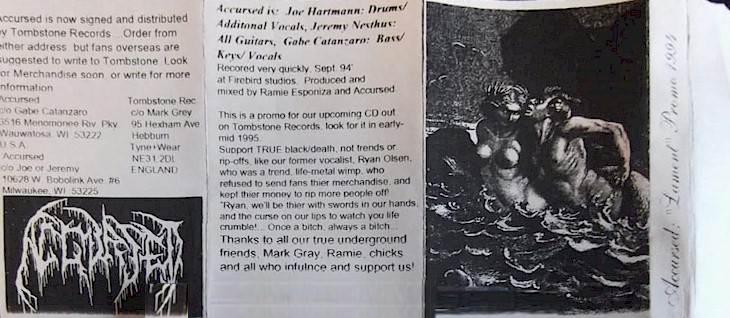 Accursed is now signed and distributed
by Tombstone Records....Order from
either address but fans overseas are
suggested to write to Tombstone. Look
for Merchandise soon or write for more
information
Accursed
c/o Gabe Catanzaro
3516 Menomonee Riv. Pkv.
Wauwatosa, WI 53222
U.S.A
Accursed
c/o Joe or Jeremy
10628 W. Bobolink Ave. #6
Milwaukee, WI 53225
Tombstone Rec.
c/o Mark Grey
95 Hexham Ave.
Hebburn
Tyne+Wear
NE31 2DL
ENGLAND
ACCURSED
Accursed is: Joe Hartmann: Drums/
Additonal Vocals, Jeremy Nesthus:
All Guitars, Gabe Catanzaro: Bass/
Keys/ Vocals
Recored very quickly, Sept. 94'
at Firebird studios. Produced and
mixed by Ramie Esponiza and Accursed.
This is a promo for our upcoming CD out
on Tombstone Records, look for it in early-
mid 1995.
Support TRUE black/death, not trends or
rip-offs, like our former vocalist, Ryan Olsen,
who was a trend, life-metal wimp, who
refused to send fans thier merchandise, and
kept thier money to rip more people off!
"Ryan, we'll be thier with swords in our hands,
and the curse on our lips to watch you life
crumble!... Once a bitch, always a bitch...
Thanks to all our true underground
friends, Mark Gray, Ramie, chicks
and all who infulnce and support us!
Accursed: "Lament" Promo 1994